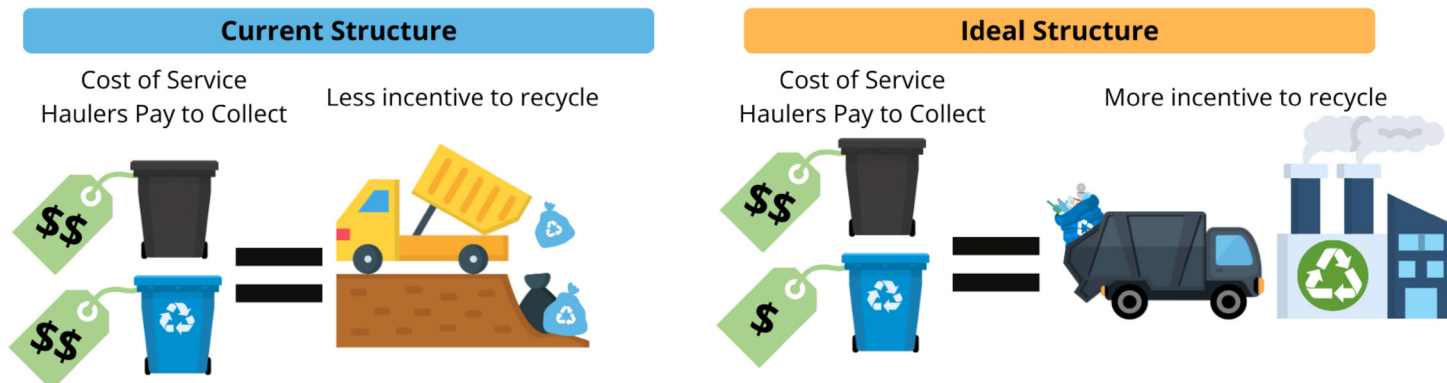 Current Structure
Cost of Service
Haulers Pay to Collect
Less incentive to recycle
$$
$$
Ideal Structure
Cost of Service
Haulers Pay to Collect
More incentive to recycle
$$
$